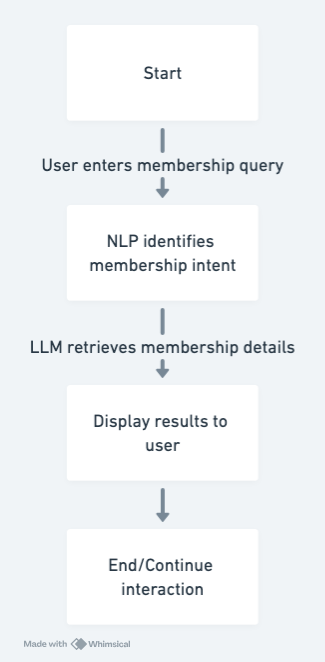 Start
User enters membership query
NLP identifies
membership intent
LLM retrieves membership details
Display results to
user
End/Continue
interaction
Made with Whimsical